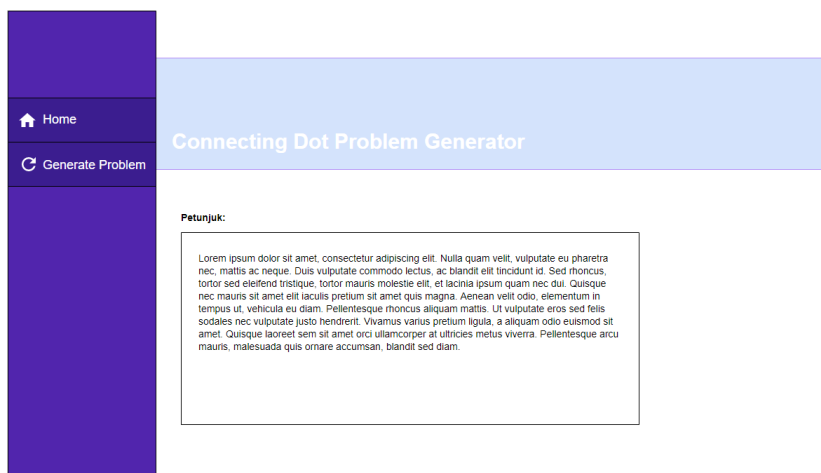 Home
Generate Problem
Connecting Dot Problem Generator
Petunjuk:
Lorem ipsum dolor sit amet, consectetur adipiscing elit. Nulla quam velit, vulputate eu pharetra
nec, mattis ac neque. Duis vulputate commodo lectus, ac blandit elit tincidunt id. Sed rhoncus,
tortor sed eleifend tristique, tortor mauris molestie elit, et lacinia ipsum quam nec dui. Quisque
nec mauris sit amet elit iaculis pretium sit amet quis magna. Aenean velit odio, elementum in
tempus ut, vehicula eu diam. Pellentesque rhoncus aliquam mattis. Ut vulputate eros sed felis
sodales nec vulputate justo hendrerit. Vivamus varius pretium ligula, a aliquam odio euismod sit
amet. Quisque laoreet sem sit amet orci ullamcorper at ultricies metus viverra. Pellentesque arcu
mauris, malesuada quis ornare accumsan, blandit sed diam.